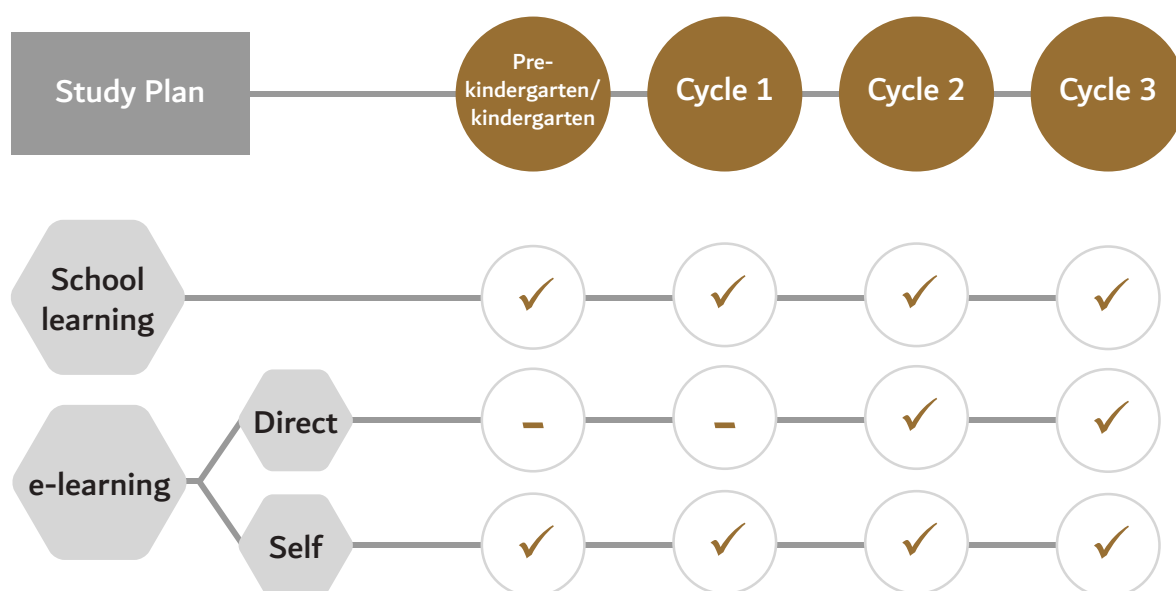 Study Plan
Pre-
kindergarten/
kindergarten
Cycle 1
Cycle 2
Cycle 3
School
learning
✓ ✓ ✓ ✓
e-learning
Direct
- - ✓ ✓
Self
✓ ✓ ✓ ✓